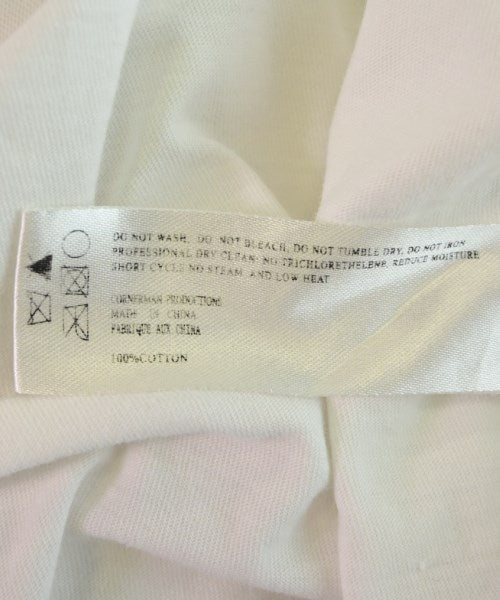 DO NOT WASH, DO NOT BLEACH, DO NOT TUMBLE DRY, DO NOT IRON
PROFESSIONAL DRY CLEAN: NO TRICHLORETHELENE, REDUCE MOISTURE
SHORT CYCLE NO STEAM, AND LOW HEAT
CORNERMAN PRODUCTIONS
MADE IN CHINA
FABRIQUE AUX CHINA
100%COTTON